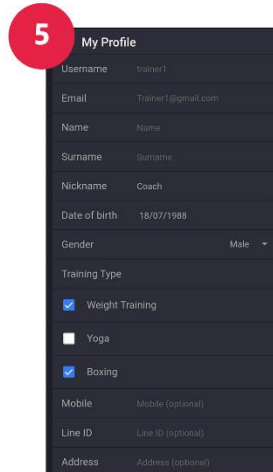 5
My Profile
Username trainer1
Email Trainer1@gmail.com
Name Name
Surname Surname
Nickname Coach
Date of birth 18/07/1988
Gender Male
Training Type
Weight Training
Yoga
Boxing
Mobile Mobile (optional)
Line ID Line ID (optional)
Address Address (optional)